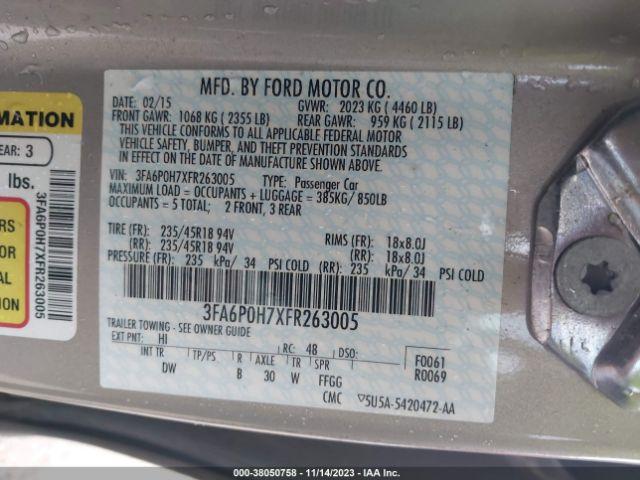 MFD. BY FORD MOTOR CO.
DATE: 02/15 GVWR: 2023 KG ( 4460 LB)
FRONT GAWR: 1068 KG ( 2355 LB) REAR GAWR: 959 KG ( 2115 LB)
THIS VEHICLE CONFORMS TO ALL APPLICABLE FEDERAL MOTOR
VEHICLE SAFETY, BUMPER, AND THEFT PREVENTION STANDARDS
IN EFFECT ON THE DATE OF MANUFACTURE SHOWN ABOVE.
VIN: 3FA6P0H7XFR263005 TYPE: Passenger Car
MAXIMUM LOAD = OCCUPANTS + LUGGAGE = 385KG/ 850LB
OCCUPANTS = 5 TOTAL; 2 FRONT, 3 REAR
TIRE (FR): 235/45R18 94V RIMS (FR): 18x8.0J
(RR): 235/45R18 94V (RR): 18x8.0J
PRESSURE (FR): 235 kPa/ 34 PSI COLD (RR): 235 kPa/ 34 PSI COLD
3FA6P0H7XFR263005
TRAILER TOWING - SEE OWNER GUIDE
EXT PNT: HI RC: 48 DSO: F0061
INT TR TP/PS R AXLE TR SPR R0069
DW B 30 W FFGG
CMC ▽5U5A-5420472-AA
MATION
EAR: 3
lbs.
ERS
TOR
AL
ION
3FA6P0H7XFR263005
0-38050758 - 11/14/2023 - IAA Inc.